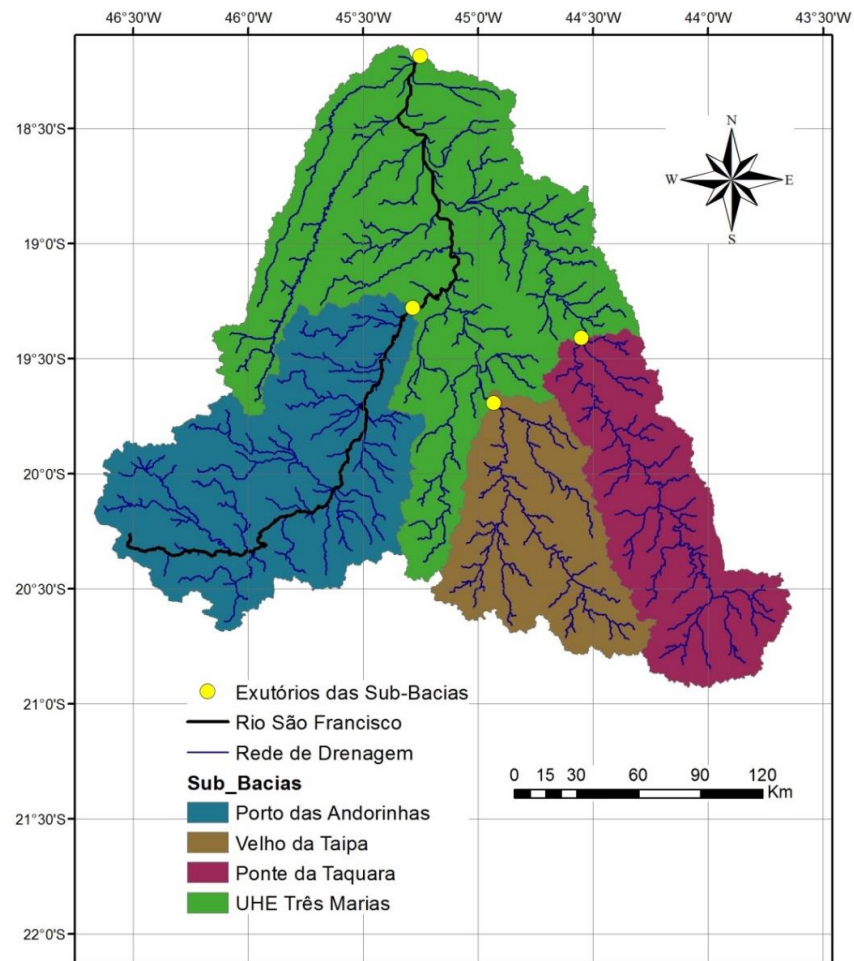 46°30'W 46°0'W 45°30'W 45°0'W 44°30'W 44°0'W 43°30'W
18°30'S
N
W E
S
19°0'S
19°30'S
20°0'S
20°30'S
Exutórios das Sub-Bacias
21°0'S
Rio São Francisco
Rede de Drenagem
Sub_Bacias
0 15 30 60 90 120
Km
Porto das Andorinhas
21°30'S
Velho da Taipa
Ponte da Taquara
UHE Três Marias
22°0'S